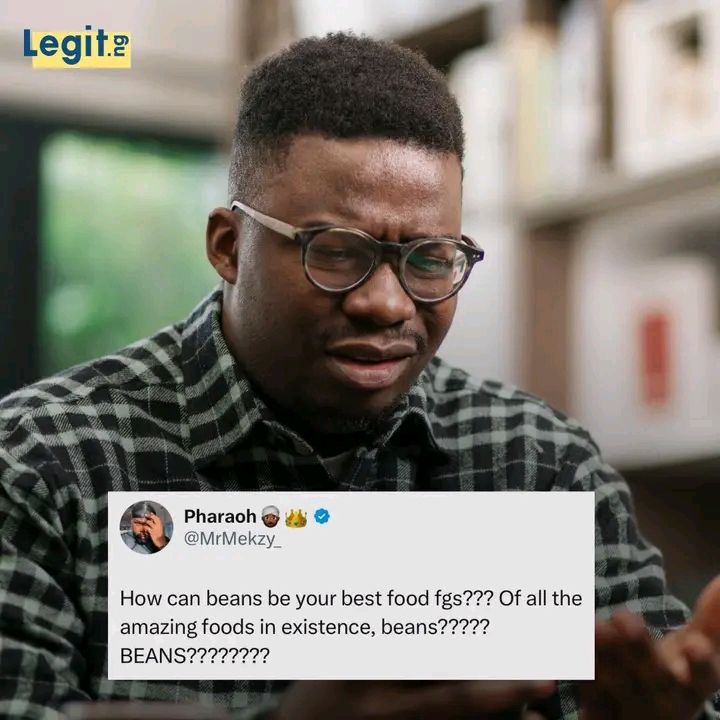 Legit.ng
Pharaoh
@MrMekzy_
How can beans be your best food fgs??? Of all the
amazing foods in existence, beans?????
BEANS????????